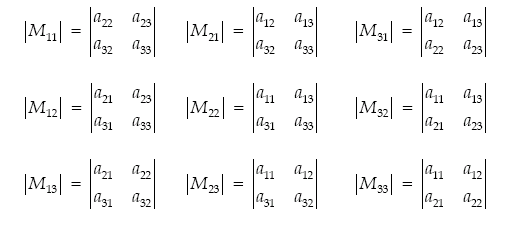 |M₁₁| = |a₂₂ a₂₃| |M₂₁| = |a₁₂ a₁₃| |M₃₁| = |a₁₂ a₁₃|
|a₃₂ a₃₃| |a₃₂ a₃₃| |a₂₂ a₂₃|
|M₁₂| = |a₂₁ a₂₃| |M₂₂| = |a₁₁ a₁₃| |M₃₂| = |a₁₁ a₁₃|
|a₃₁ a₃₃| |a₃₁ a₃₃| |a₂₁ a₂₃|
|M₁₃| = |a₂₁ a₂₂| |M₂₃| = |a₁₁ a₁₂| |M₃₃| = |a₁₁ a₁₂|
|a₃₁ a₃₂| |a₃₁ a₃₂| |a₂₁ a₂₂|